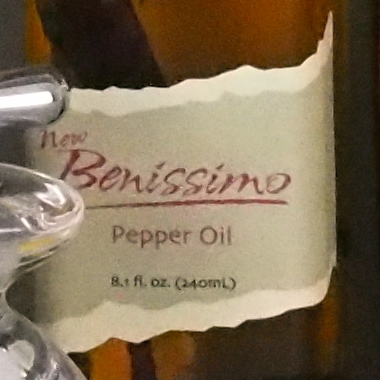 New
Benissimo
Pepper Oil
8.1 fl. oz. (240mL)